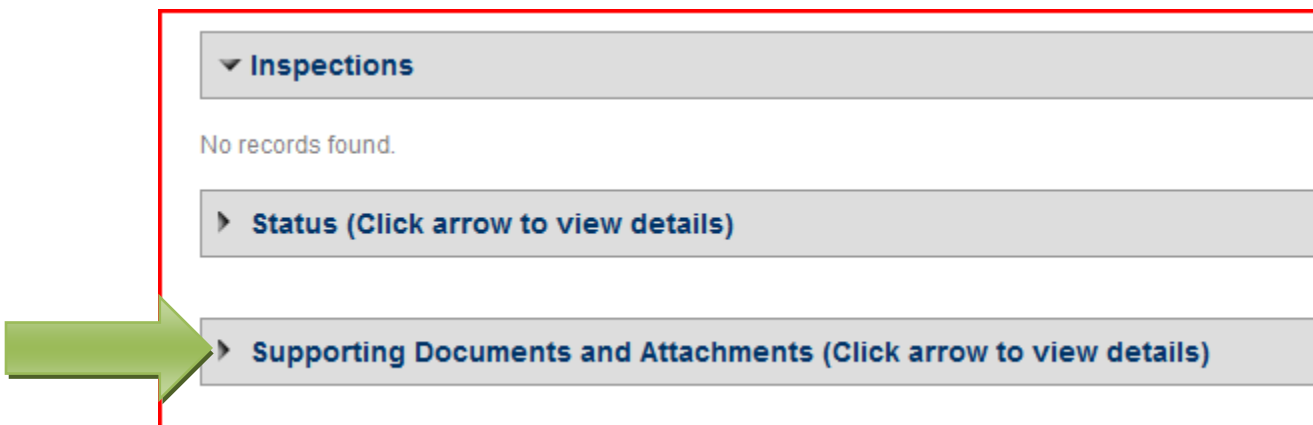 Inspections
No records found.
Status (Click arrow to view details)
Supporting Documents and Attachments (Click arrow to view details)